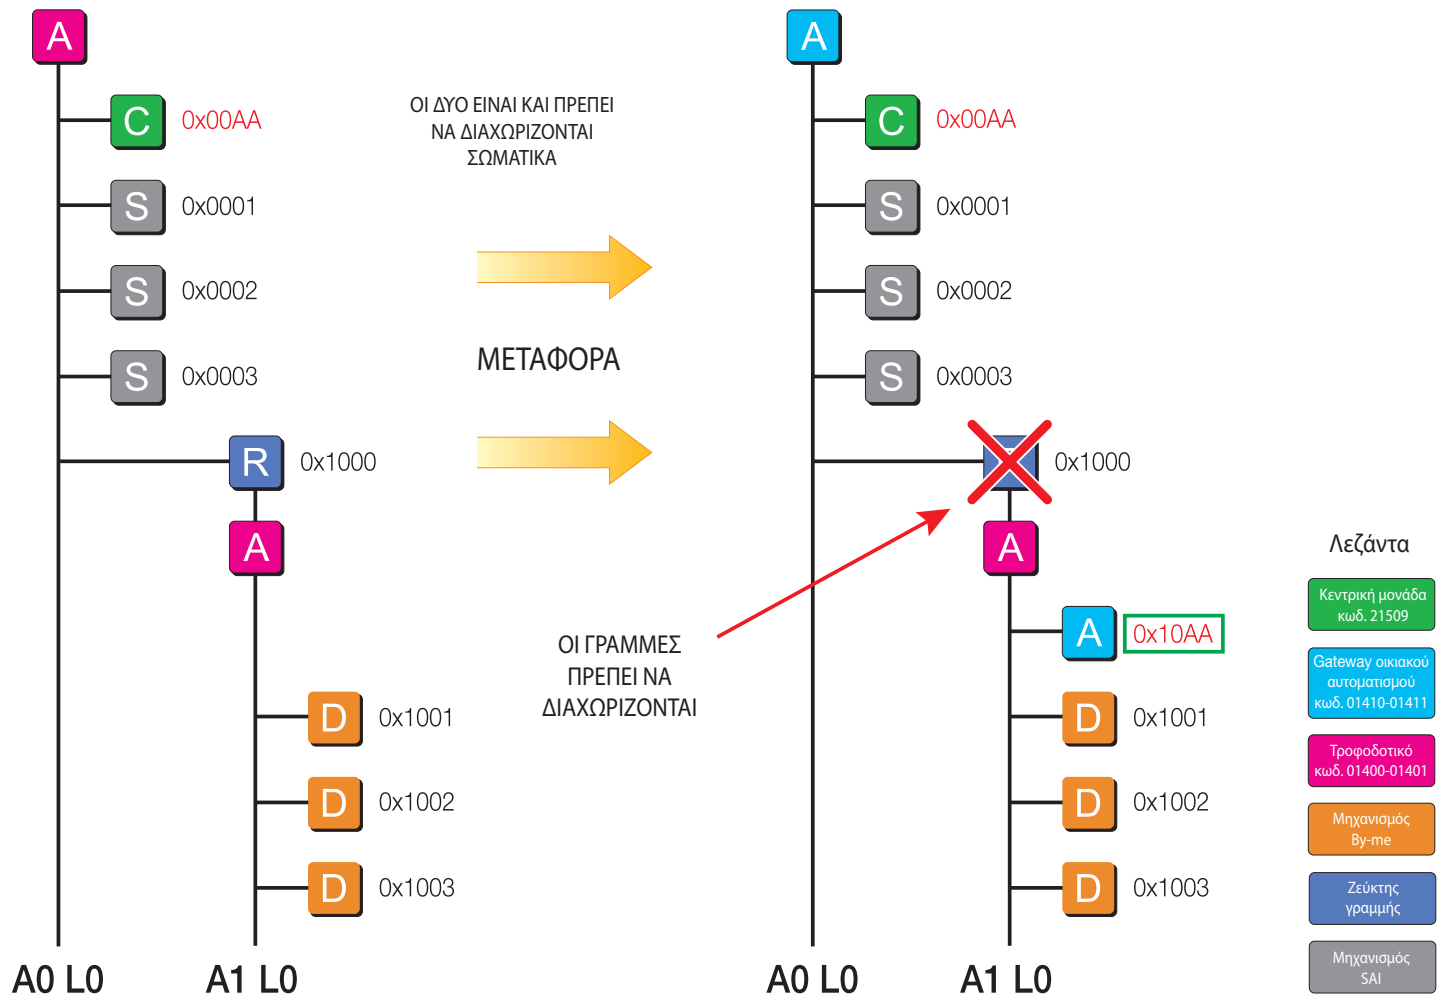 A
C 0x00AA
S 0x0001
S 0x0002
S 0x0003
R 0x1000
A
D 0x1001
D 0x1002
D 0x1003
A0 L0
A1 L0
ΟΙ ΔΥΟ ΕΙΝΑΙ ΚΑΙ ΠΡΕΠΕΙ
ΝΑ ΔΙΑΧΩΡΙΖΟΝΤΑΙ
ΣΩΜΑΤΙΚΑ
ΜΕΤΑΦΟΡΑ
ΟΙ ΓΡΑΜΜΕΣ
ΠΡΕΠΕΙ ΝΑ
ΔΙΑΧΩΡΙΖΟΝΤΑΙ
A
C 0x00AA
S 0x0001
S 0x0002
S 0x0003
0x1000
A
A 0x10AA
D 0x1001
D 0x1002
D 0x1003
A0 L0
A1 L0
Λεζάντα
Κεντρική μονάδα
κωδ. 21509
Gateway οικιακού
αυτοματισμού
κωδ. 01410-01411
Τροφοδοτικό
κωδ. 01400-01401
Μηχανισμός
By-me
Ζεύκτης
γραμμής
Μηχανισμός
SAI